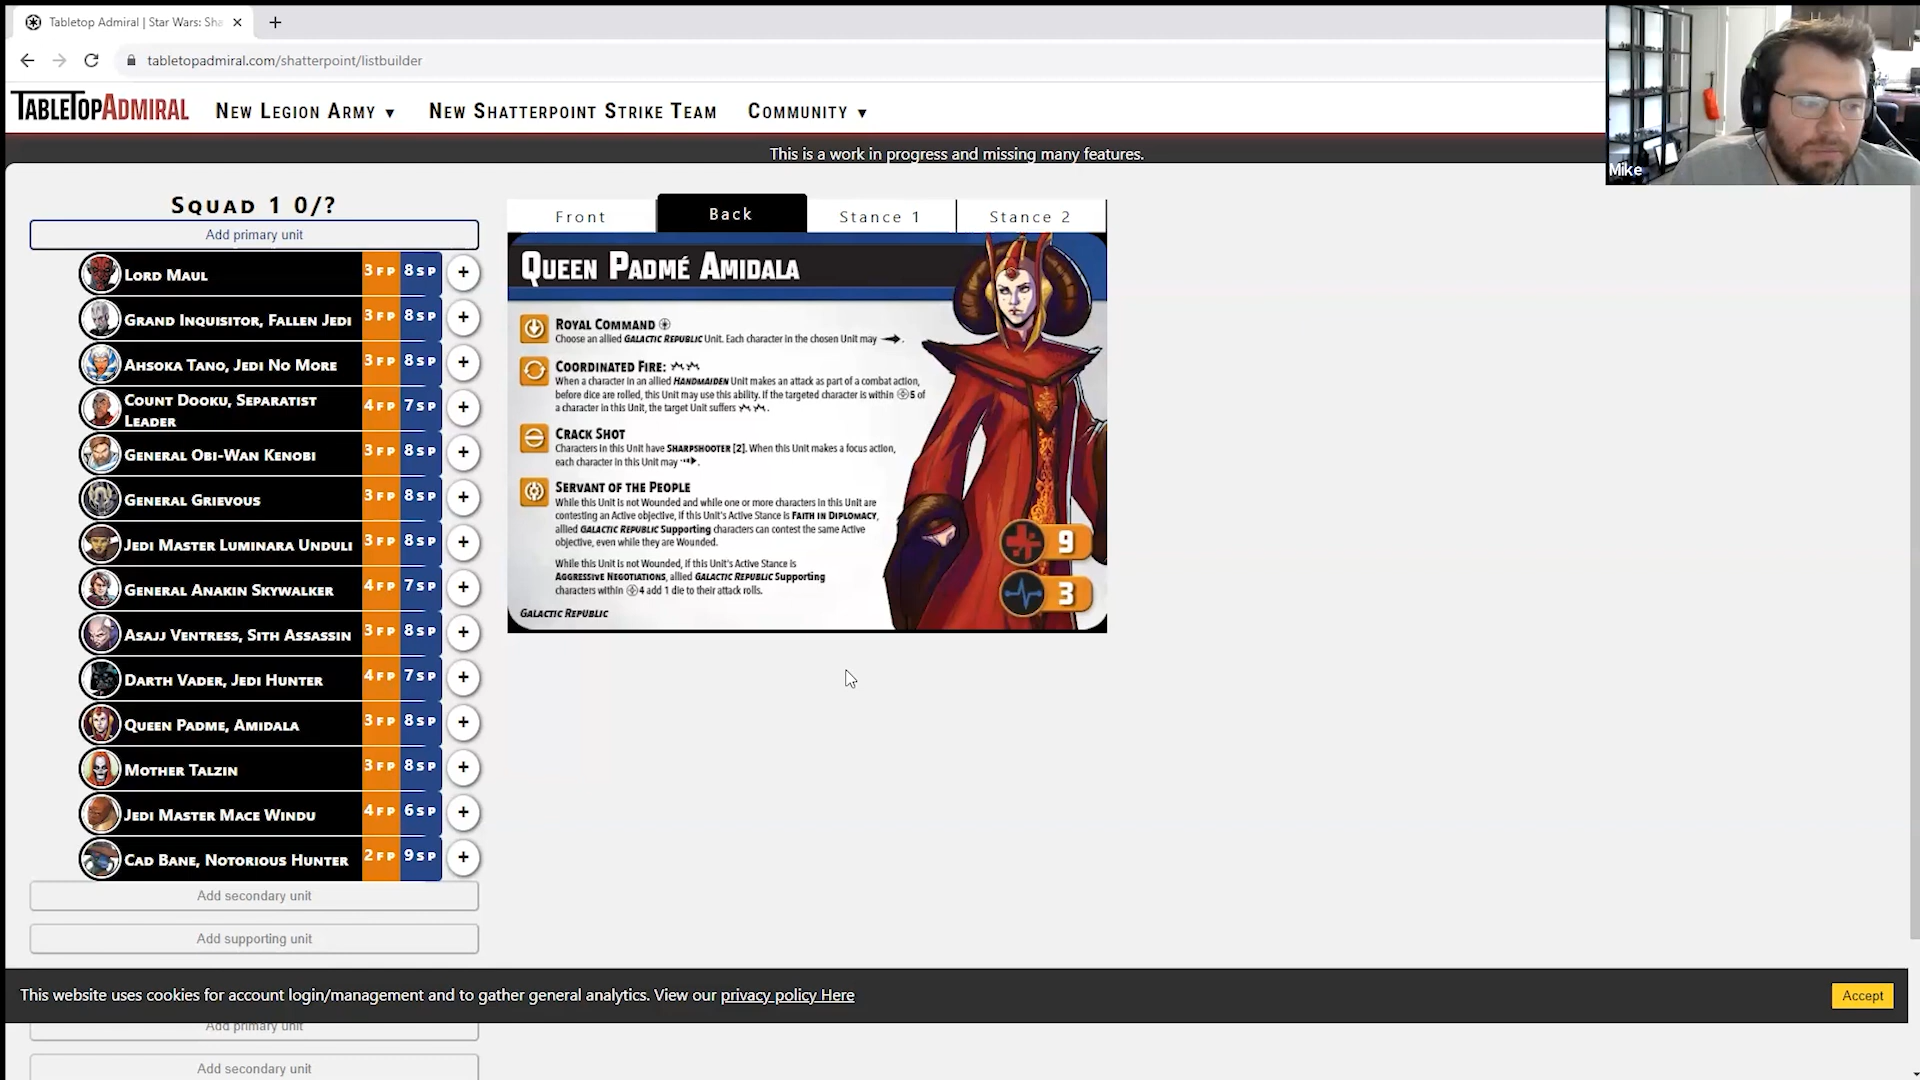 Tabletop Admiral | Star Wars: Sha
tabletopadmiral.com/shatterpoint/listbuilder
TABLETOPADMIRAL
NEW LEGION ARMY ▼
NEW SHATTERPOINT STRIKE TEAM
COMMUNITY ▼
This is a work in progress and missing many features.
Mike
SQUAD 1 0/?
Add primary unit
LORD MAUL 3 FP 8 SP +
GRAND INQUISITOR, FALLEN JEDI 3 FP 8 SP +
AHSOKA TANO, JEDI NO MORE 3 FP 8 SP +
COUNT DOOKU, SEPARATIST
LEADER 4 FP 7 SP +
GENERAL OBI-WAN KENOBI 3 FP 8 SP +
GENERAL GRIEVOUS 3 FP 8 SP +
JEDI MASTER LUMINARA UNDULI 3 FP 8 SP +
GENERAL ANAKIN SKYWALKER 4 FP 7 SP +
ASAJJ VENTRESS, SITH ASSASSIN 3 FP 8 SP +
DARTH VADER, JEDI HUNTER 4 FP 7 SP +
QUEEN PADME, AMIDALA 3 FP 8 SP +
MOTHER TALZIN 3 FP 8 SP +
JEDI MASTER MACE WINDU 4 FP 6 SP +
CAD BANE, NOTORIOUS HUNTER 2 FP 9 SP +
Add secondary unit
Add supporting unit
Front
Back
Stance 1
Stance 2
QUEEN PADMÉ AMIDALA
ROYAL COMMAND
Choose an allied GALACTIC REPUBLIC Unit. Each character in the chosen Unit may .
COORDINATED FIRE:
When a character in an allied HANDMAIDEN Unit makes an attack as part of a combat action,
before dice are rolled, this Unit may use this ability. If the targeted character is within 5 of
a character in this Unit, the target Unit suffers .
CRACK SHOT
Characters in this Unit have SHARPSHOOTER [2]. When this Unit makes a focus action,
each character in this Unit may .
SERVANT OF THE PEOPLE
While this Unit is not Wounded and while one or more characters in this Unit are
contesting an Active objective, if this Unit's Active Stance is FAITH IN DIPLOMACY,
allied GALACTIC REPUBLIC Supporting characters can contest the same Active
objective, even while they are Wounded.
While this Unit is not Wounded, if this Unit's Active Stance is
AGGRESSIVE NEGOTIATIONS, allied GALACTIC REPUBLIC Supporting
characters within 4 add 1 die to their attack rolls.
GALACTIC REPUBLIC
9
3
This website uses cookies for account login/management and to gather general analytics. View our privacy policy Here
Accept
Add primary unit
Add secondary unit